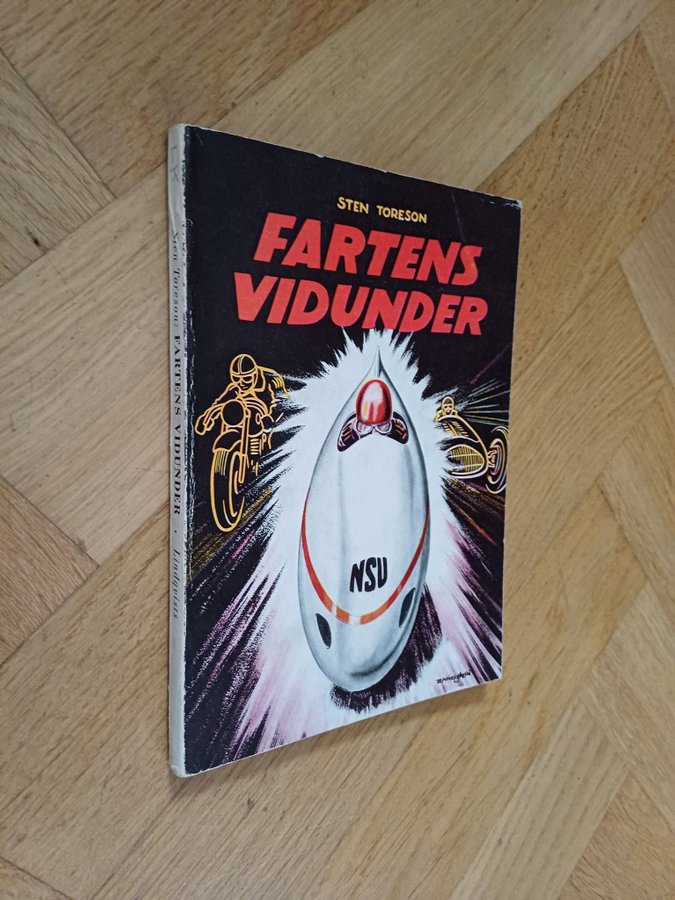 STEN TORESON
FARTENS
VIDUNDER
NSU
Sten Toreson: FARTENS VIDUNDER · Lindqvists